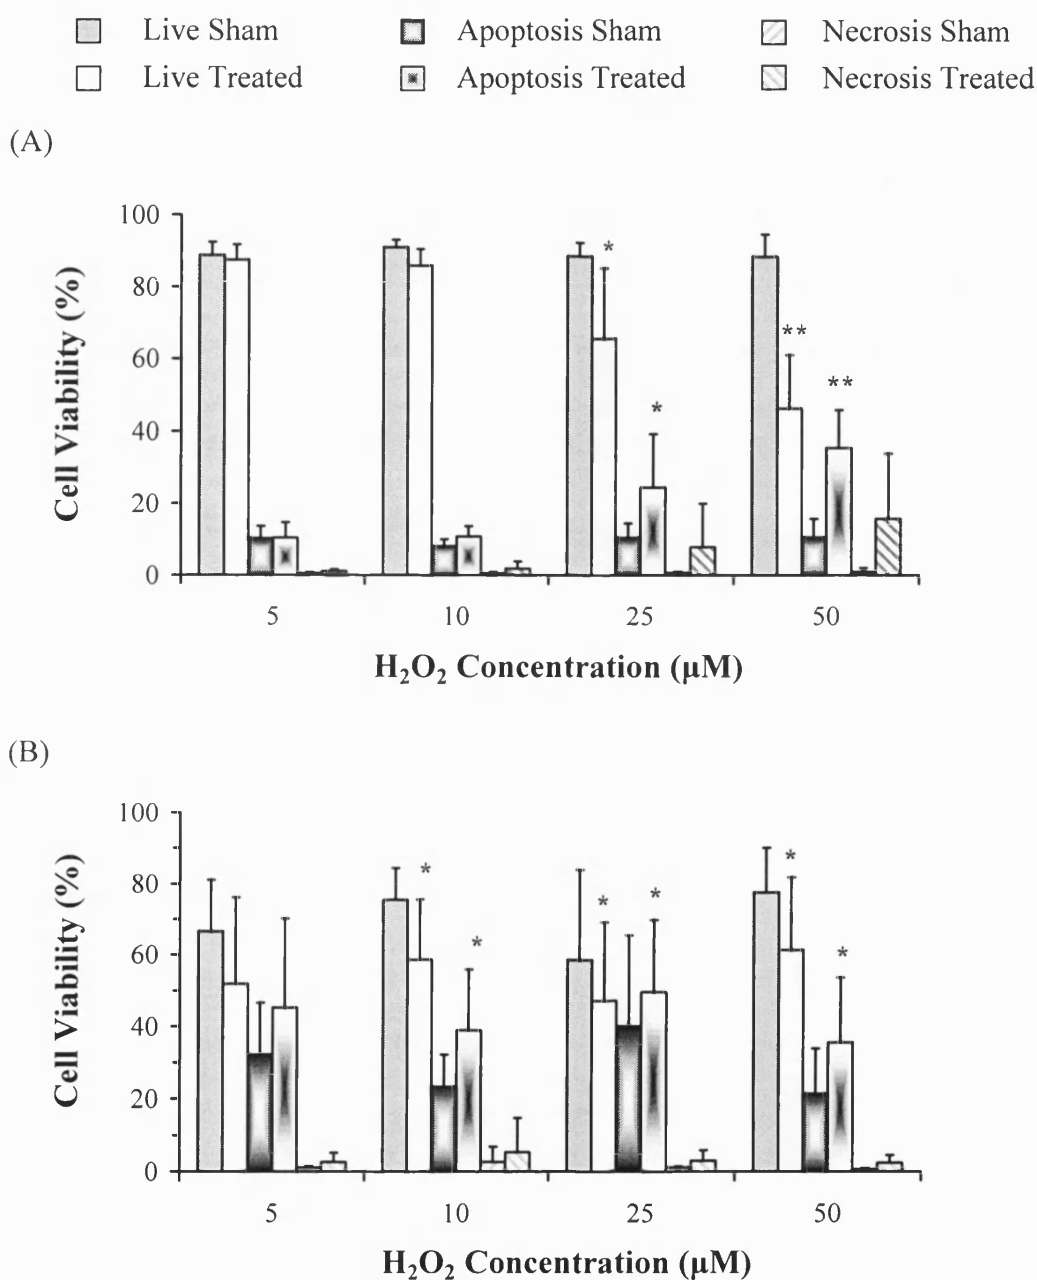 Live Sham Apoptosis Sham Necrosis Sham
Live Treated Apoptosis Treated Necrosis Treated
(A)
100
80
60
40
20
0
Cell Viability (%)
* * ** **
5 10 25 50
H₂O₂ Concentration (µM)
(B)
100
80
60
40
20
0
Cell Viability (%)
* * * * * *
5 10 25 50
H₂O₂ Concentration (µM)